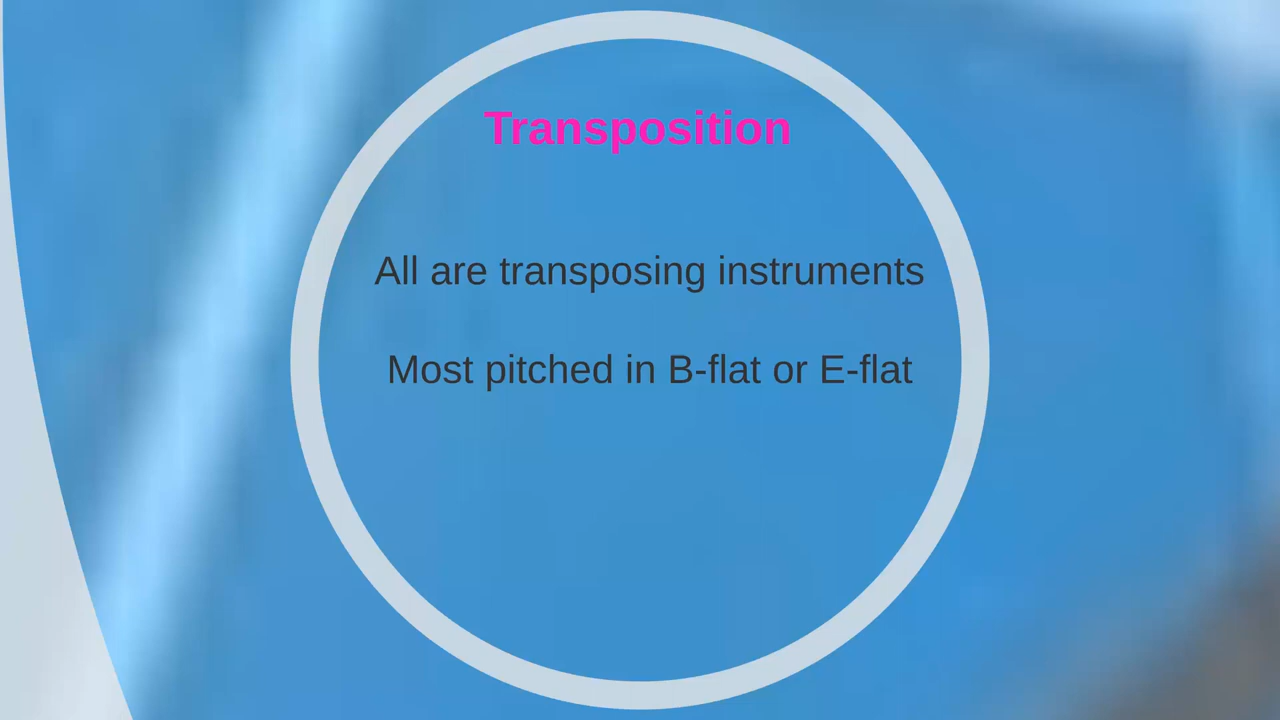 Transposition
All are transposing instruments
Most pitched in B-flat or E-flat